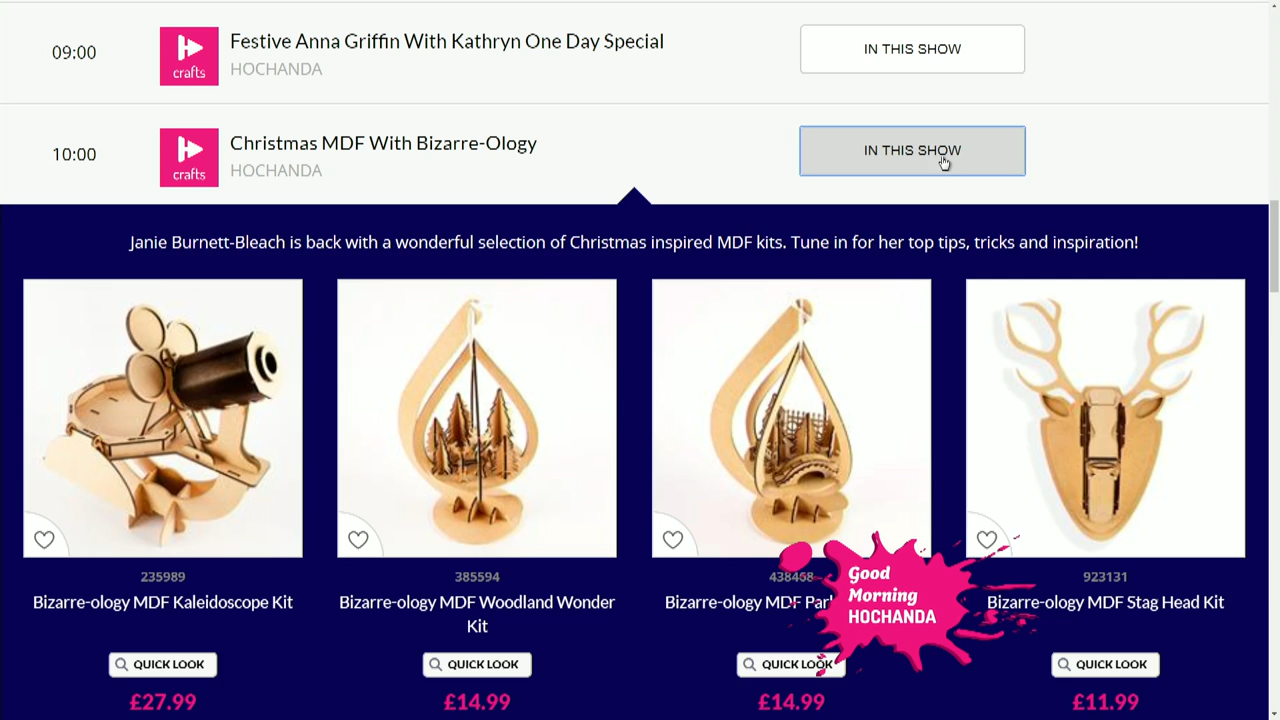 09:00
crafts
Festive Anna Griffin With Kathryn One Day Special
HOCHANDA
IN THIS SHOW
10:00
crafts
Christmas MDF With Bizarre-Ology
HOCHANDA
IN THIS SHOW
Janie Burnett-Bleach is back with a wonderful selection of Christmas inspired MDF kits. Tune in for her top tips, tricks and inspiration!
235989
Bizarre-ology MDF Kaleidoscope Kit
QUICK LOOK
£27.99
385594
Bizarre-ology MDF Woodland Wonder
Kit
QUICK LOOK
£14.99
438468
Bizarre-ology MDF
QUICK LOOK
£14.99
923131
Bizarre-ology MDF Stag Head Kit
QUICK LOOK
£11.99
Good
Morning
HOCHANDA